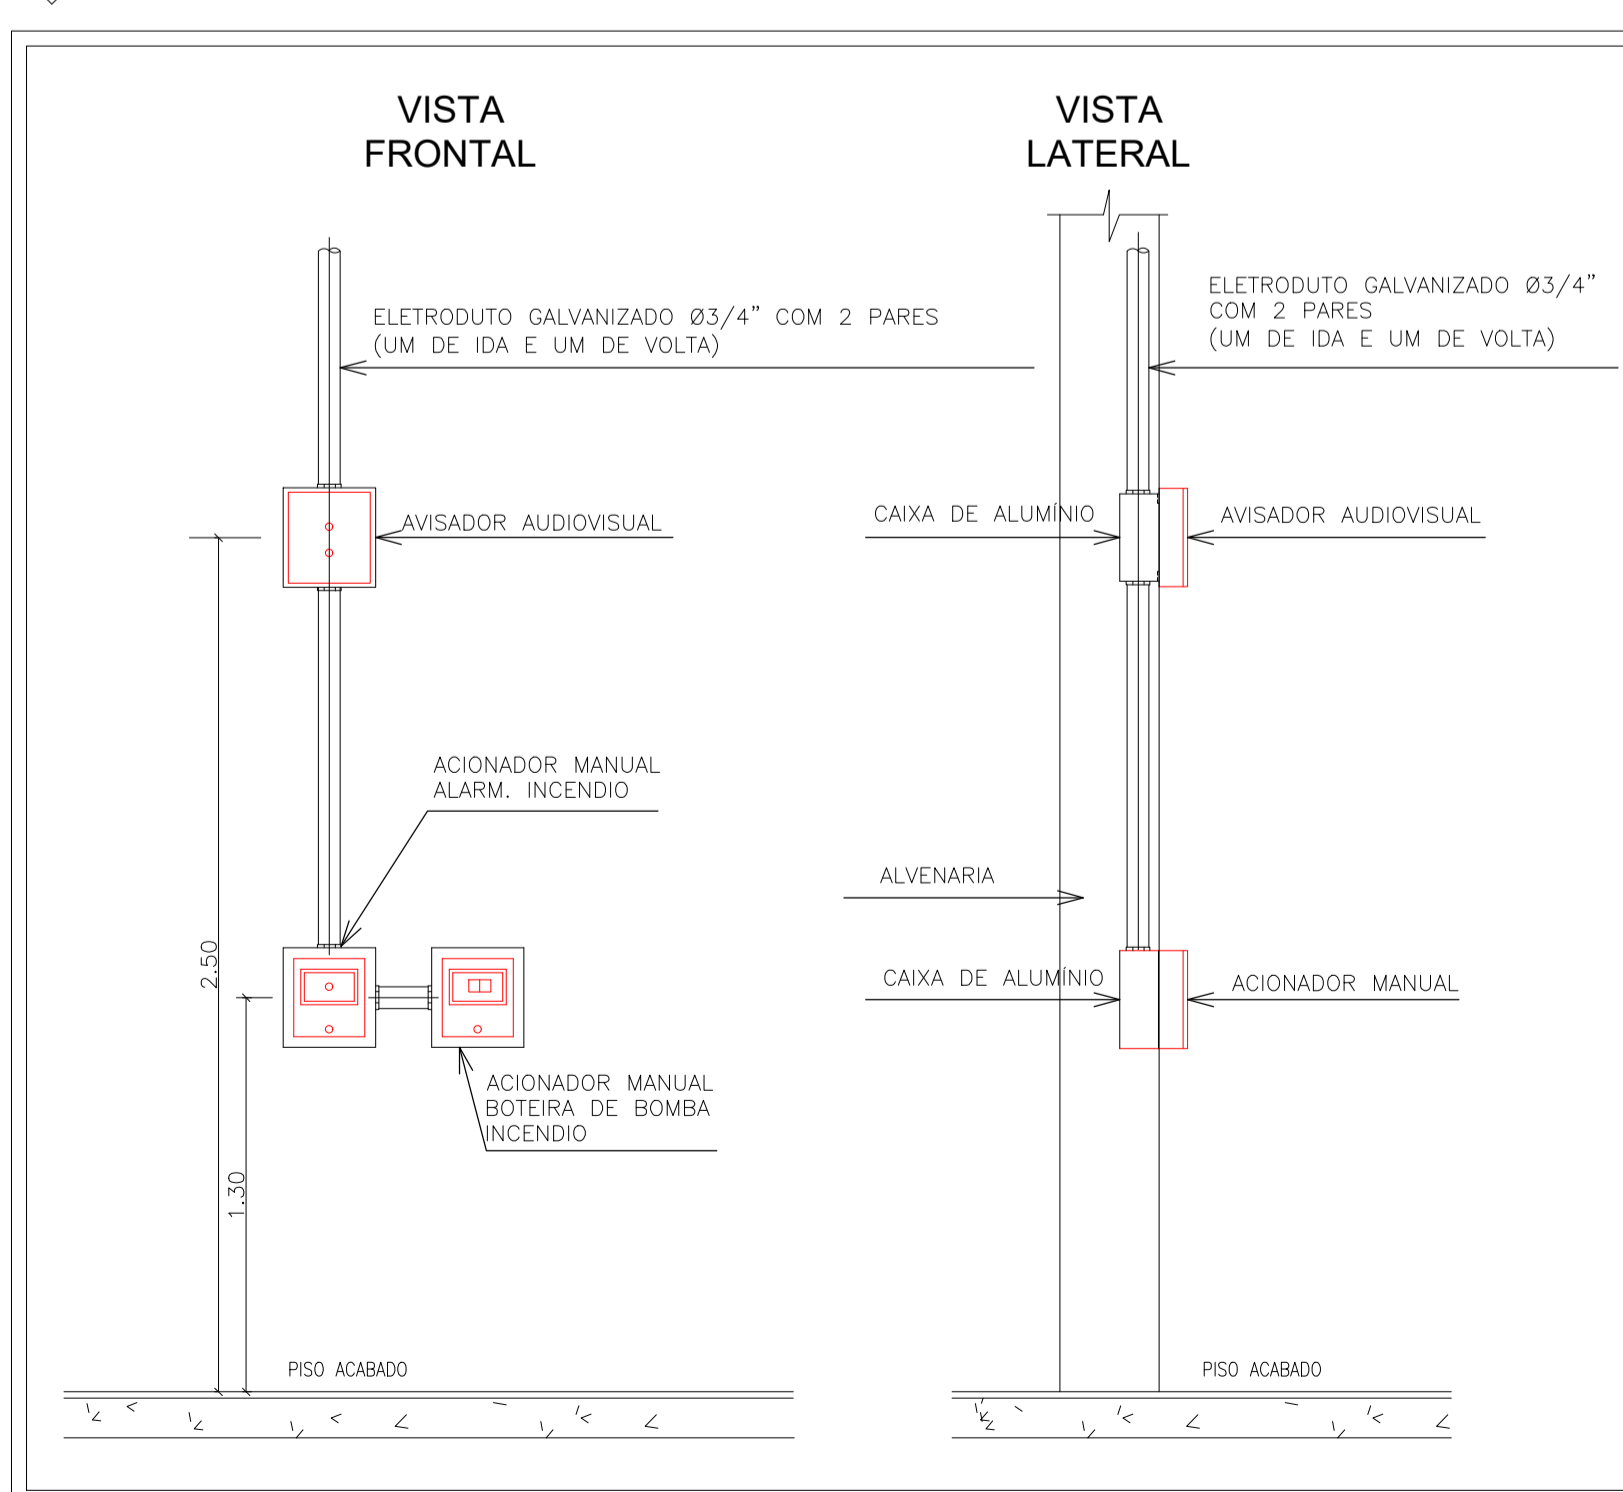 VISTA
FRONTAL
ELETRODUTO GALVANIZADO Ø3/4" COM 2 PARES
(UM DE IDA E UM DE VOLTA)
AVISADOR AUDIOVISUAL
ACIONADOR MANUAL
ALARM. INCENDIO
2.50
1.30
ACIONADOR MANUAL
BOTEIRA DE BOMBA
INCENDIO
PISO ACABADO
VISTA
LATERAL
ELETRODUTO GALVANIZADO Ø3/4"
COM 2 PARES
(UM DE IDA E UM DE VOLTA)
CAIXA DE ALUMÍNIO
AVISADOR AUDIOVISUAL
ALVENARIA
CAIXA DE ALUMÍNIO
ACIONADOR MANUAL
PISO ACABADO